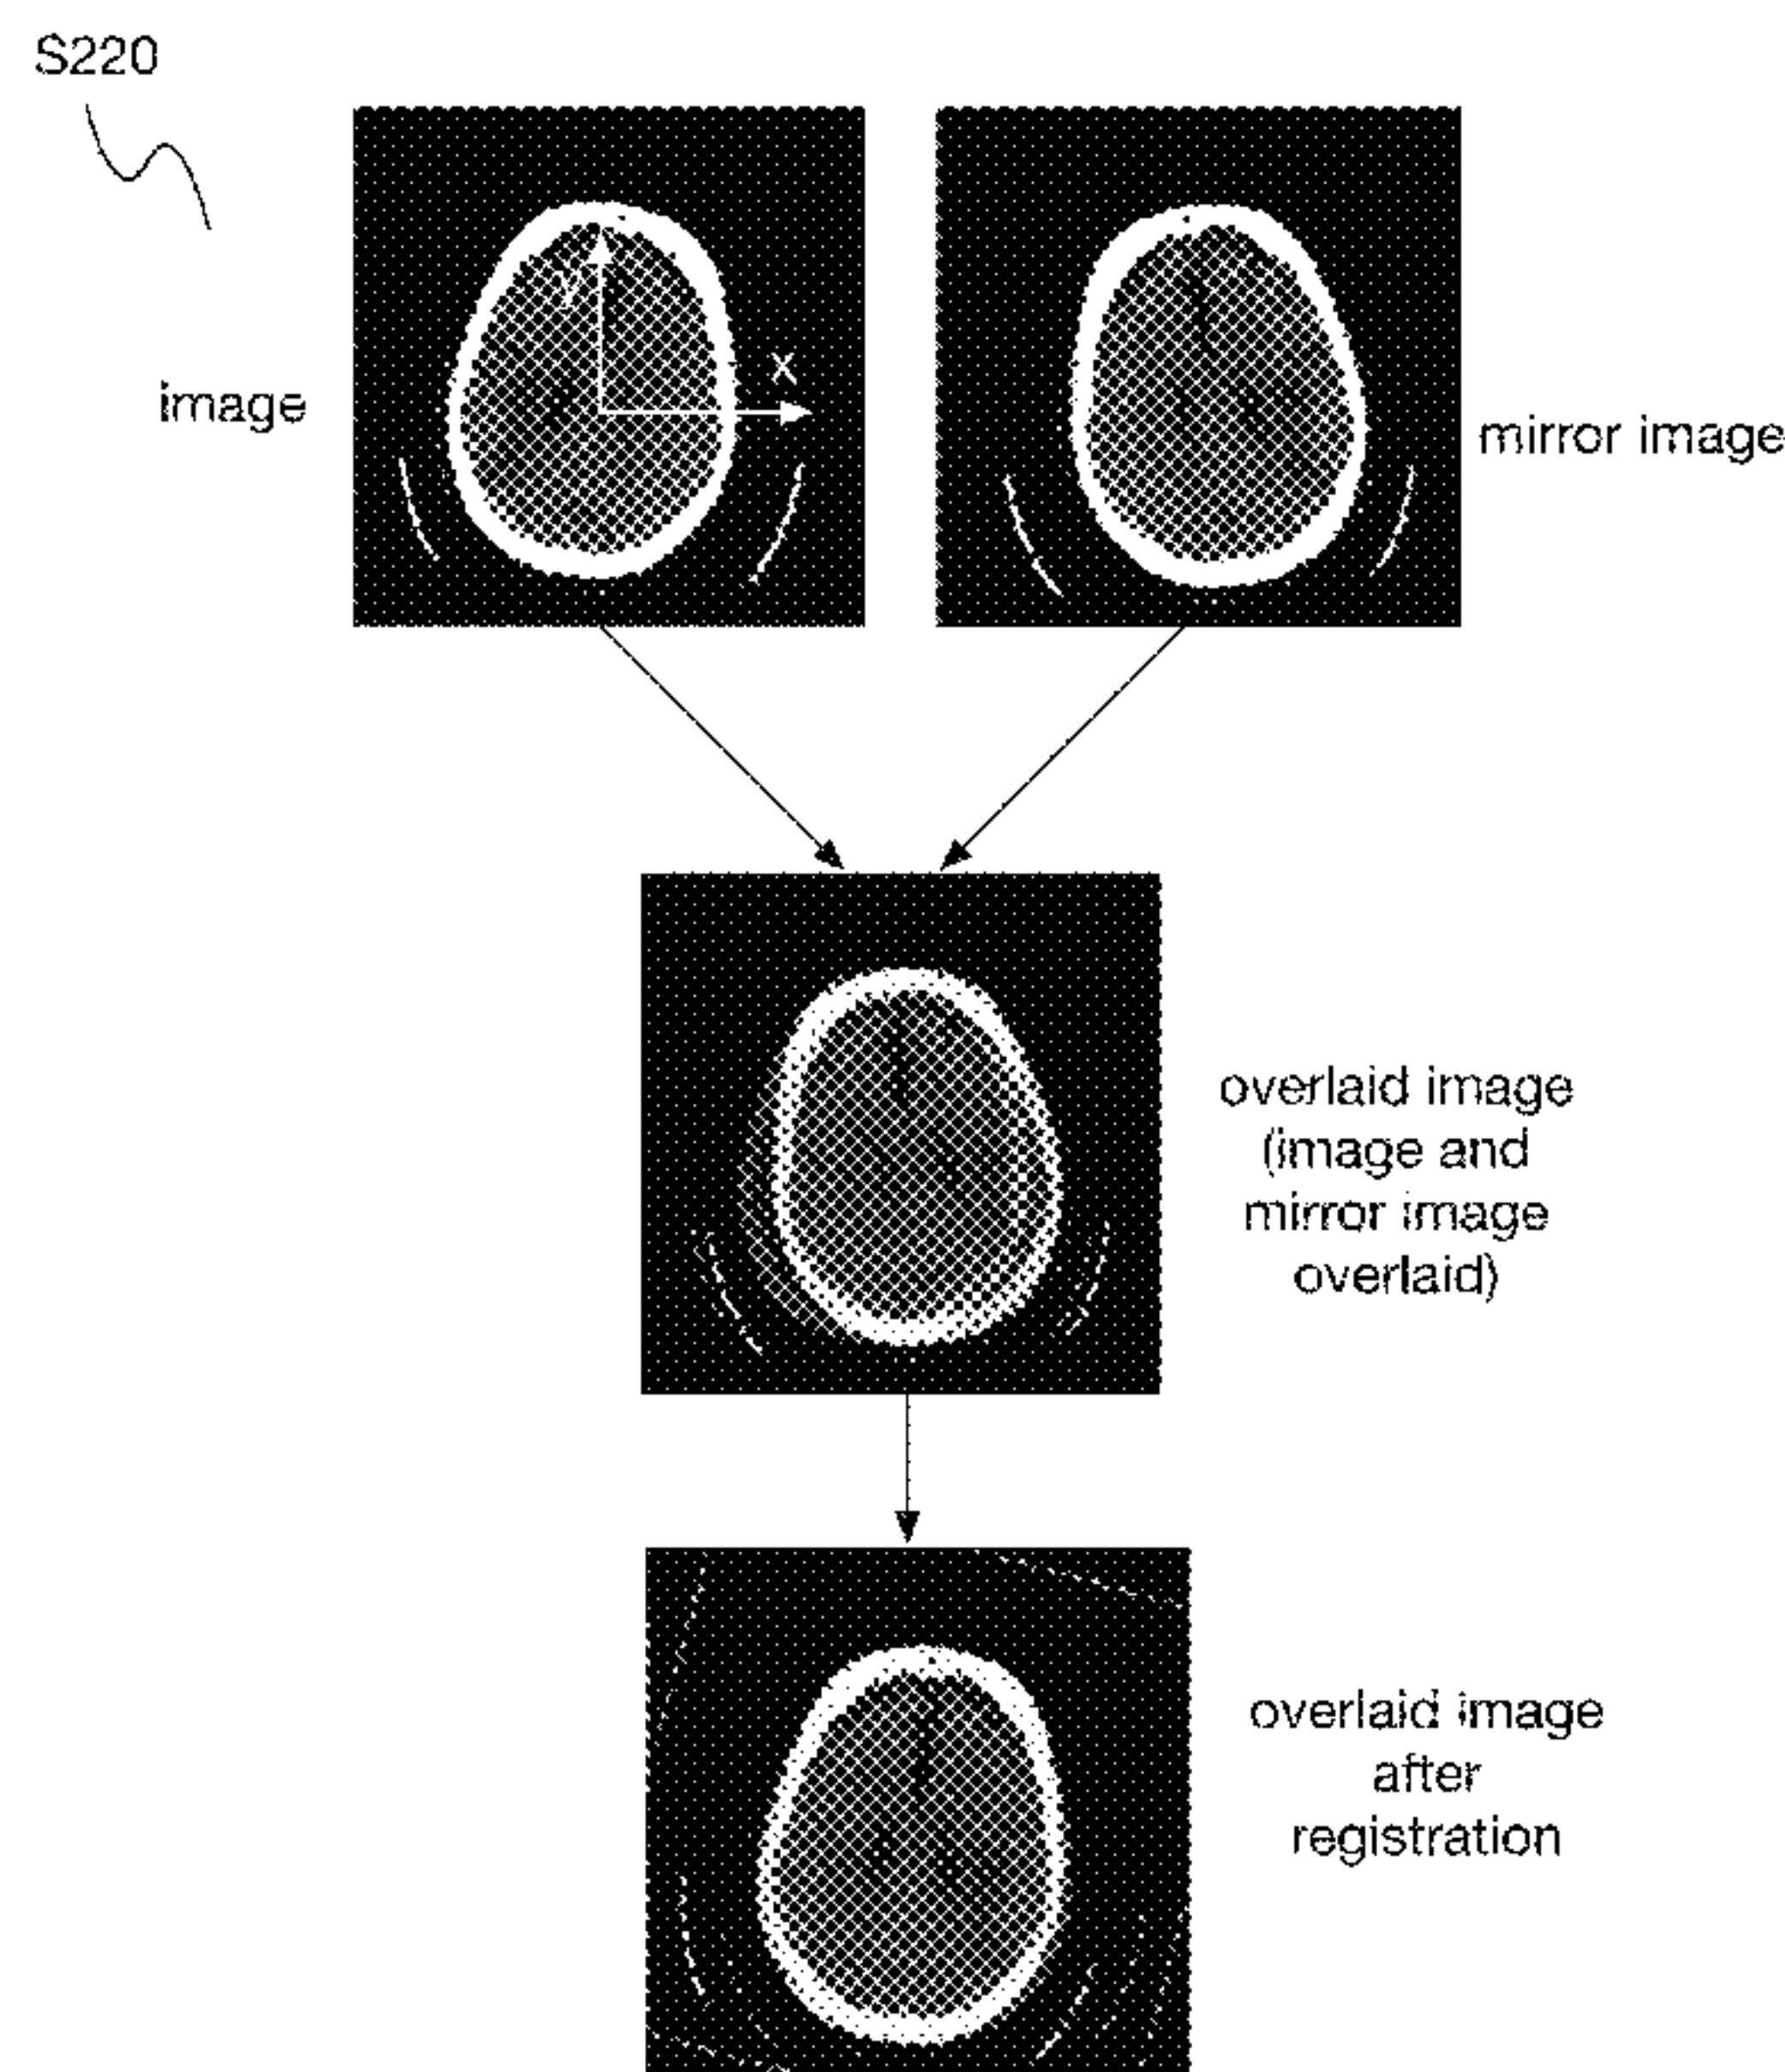 S220
y
X
image
mirror image
overlaid image
(image and
mirror image
overlaid)
overlaid image
after
registration